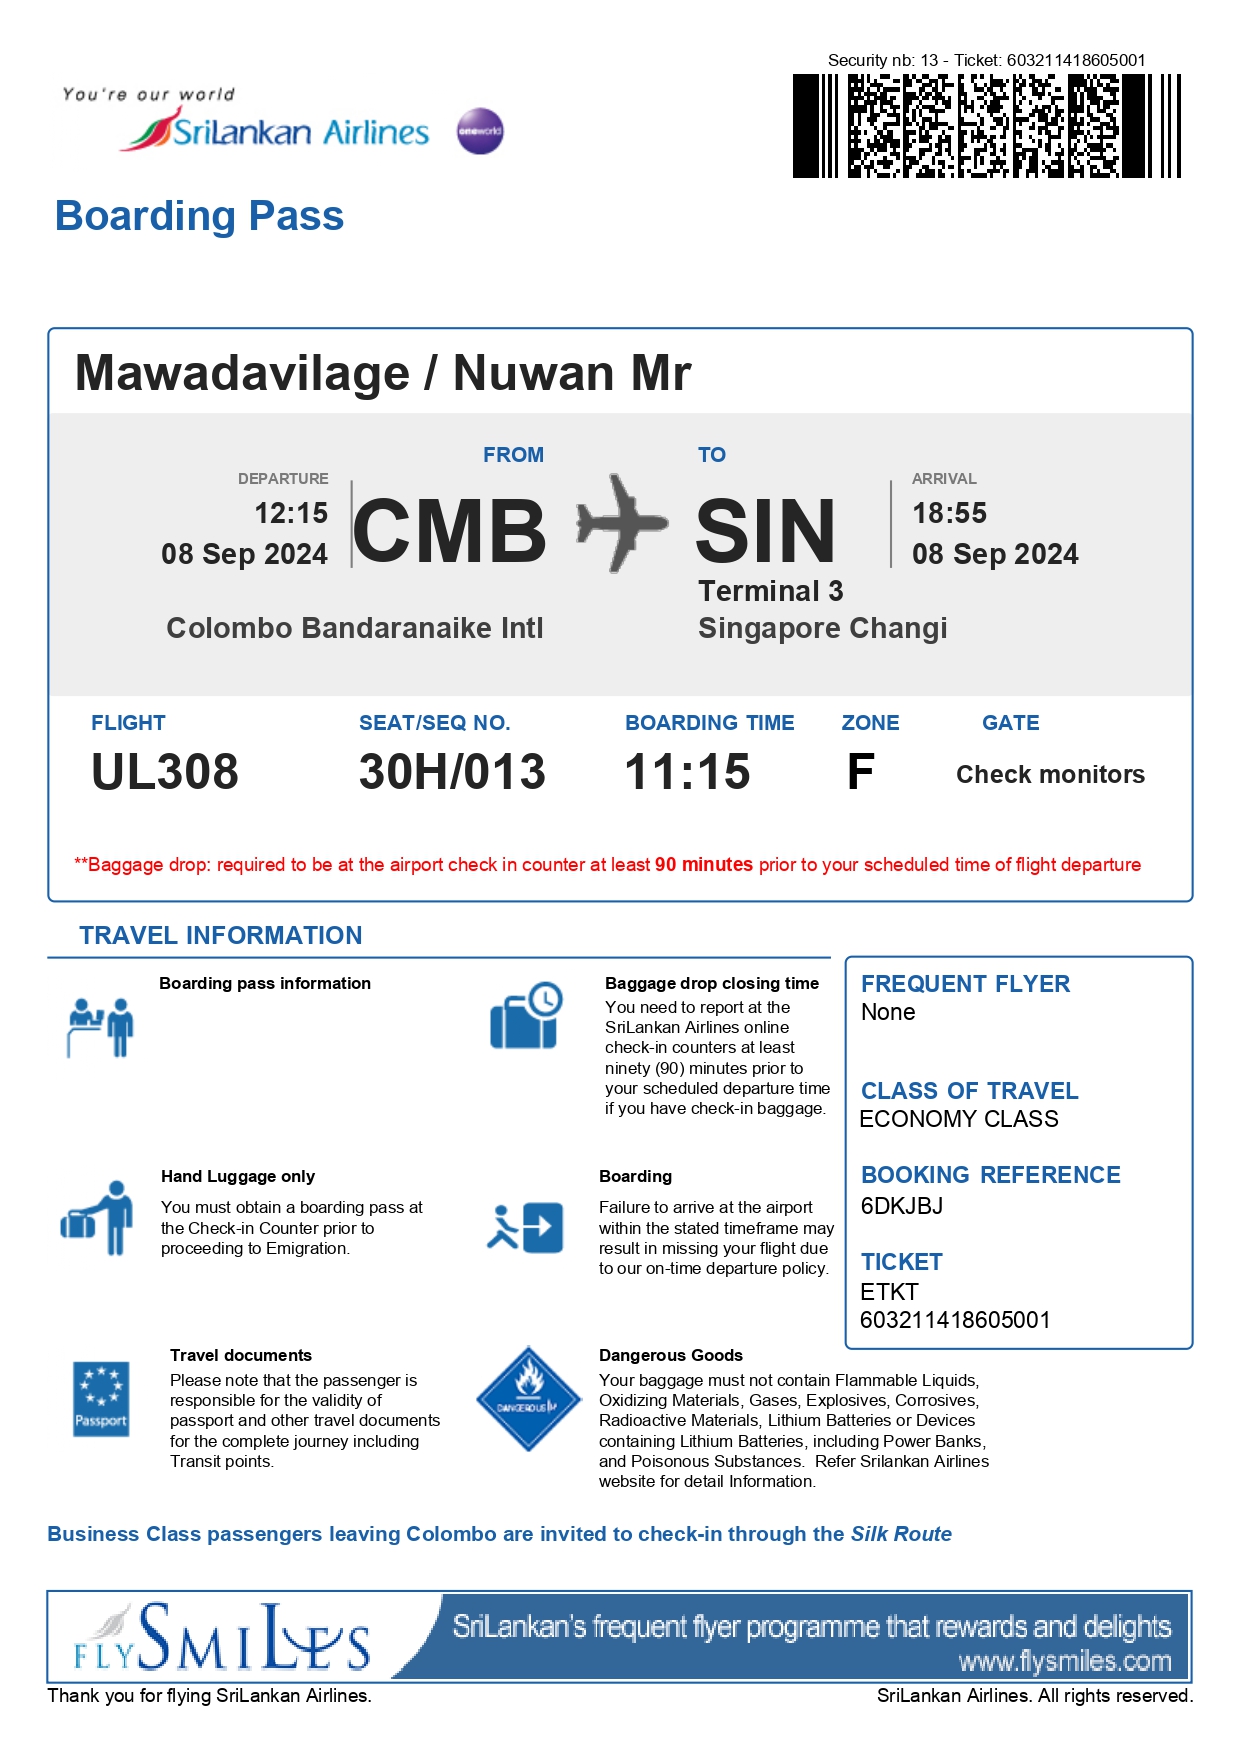 Security nb: 13 - Ticket: 603211418605001
You're our world
SriLankan Airlines
oneworld
Boarding Pass
Mawadavilage / Nuwan Mr
FROM
TO
DEPARTURE
ARRIVAL
12:15
CMB
SIN
18:55
08 Sep 2024
08 Sep 2024
Terminal 3
Colombo Bandaranaike Intl
Singapore Changi
FLIGHT
SEAT/SEQ NO.
BOARDING TIME
ZONE
GATE
UL308
30H/013
11:15
F
Check monitors
**Baggage drop: required to be at the airport check in counter at least 90 minutes prior to your scheduled time of flight departure
TRAVEL INFORMATION
Boarding pass information
Baggage drop closing time
You need to report at the
SriLankan Airlines online
check-in counters at least
ninety (90) minutes prior to
your scheduled departure time
if you have check-in baggage.
Hand Luggage only
You must obtain a boarding pass at
the Check-in Counter prior to
proceeding to Emigration.
Boarding
Failure to arrive at the airport
within the stated timeframe may
result in missing your flight due
to our on-time departure policy.
FREQUENT FLYER
None
CLASS OF TRAVEL
ECONOMY CLASS
BOOKING REFERENCE
6DKJBJ
TICKET
ETKT
603211418605001
Passport
Travel documents
Please note that the passenger is
responsible for the validity of
passport and other travel documents
for the complete journey including
Transit points.
DANGEROUS
Dangerous Goods
Your baggage must not contain Flammable Liquids,
Oxidizing Materials, Gases, Explosives, Corrosives,
Radioactive Materials, Lithium Batteries or Devices
containing Lithium Batteries, including Power Banks,
and Poisonous Substances.  Refer Srilankan Airlines
website for detail Information.
Business Class passengers leaving Colombo are invited to check-in through the Silk Route
FLYSMILES
SriLankan's frequent flyer programme that rewards and delights
www.flysmiles.com
Thank you for flying SriLankan Airlines.
SriLankan Airlines. All rights reserved.